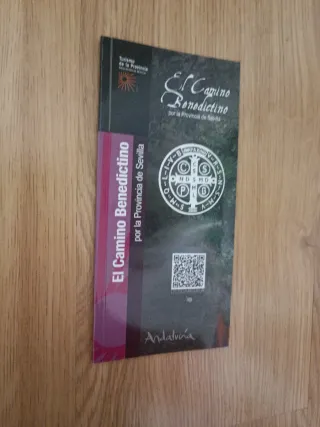 Turismo
de la Provincia
El Camino
Benedictino
por la Provincia de Sevilla
El Camino Benedictino
por la Provincia de Sevilla
C S
P B
Andalucía